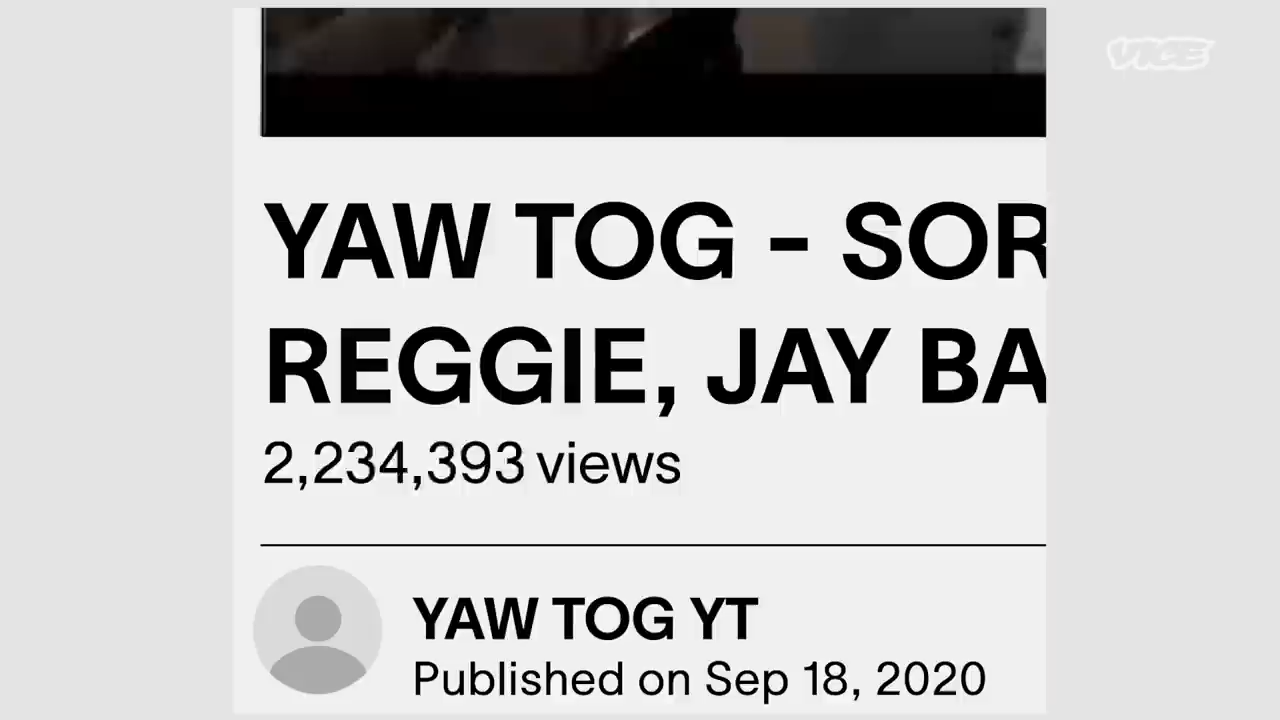 VICE
YAW TOG - SOR
REGGIE, JAY BA
2,234,393 views
YAW TOG YT
Published on Sep 18, 2020